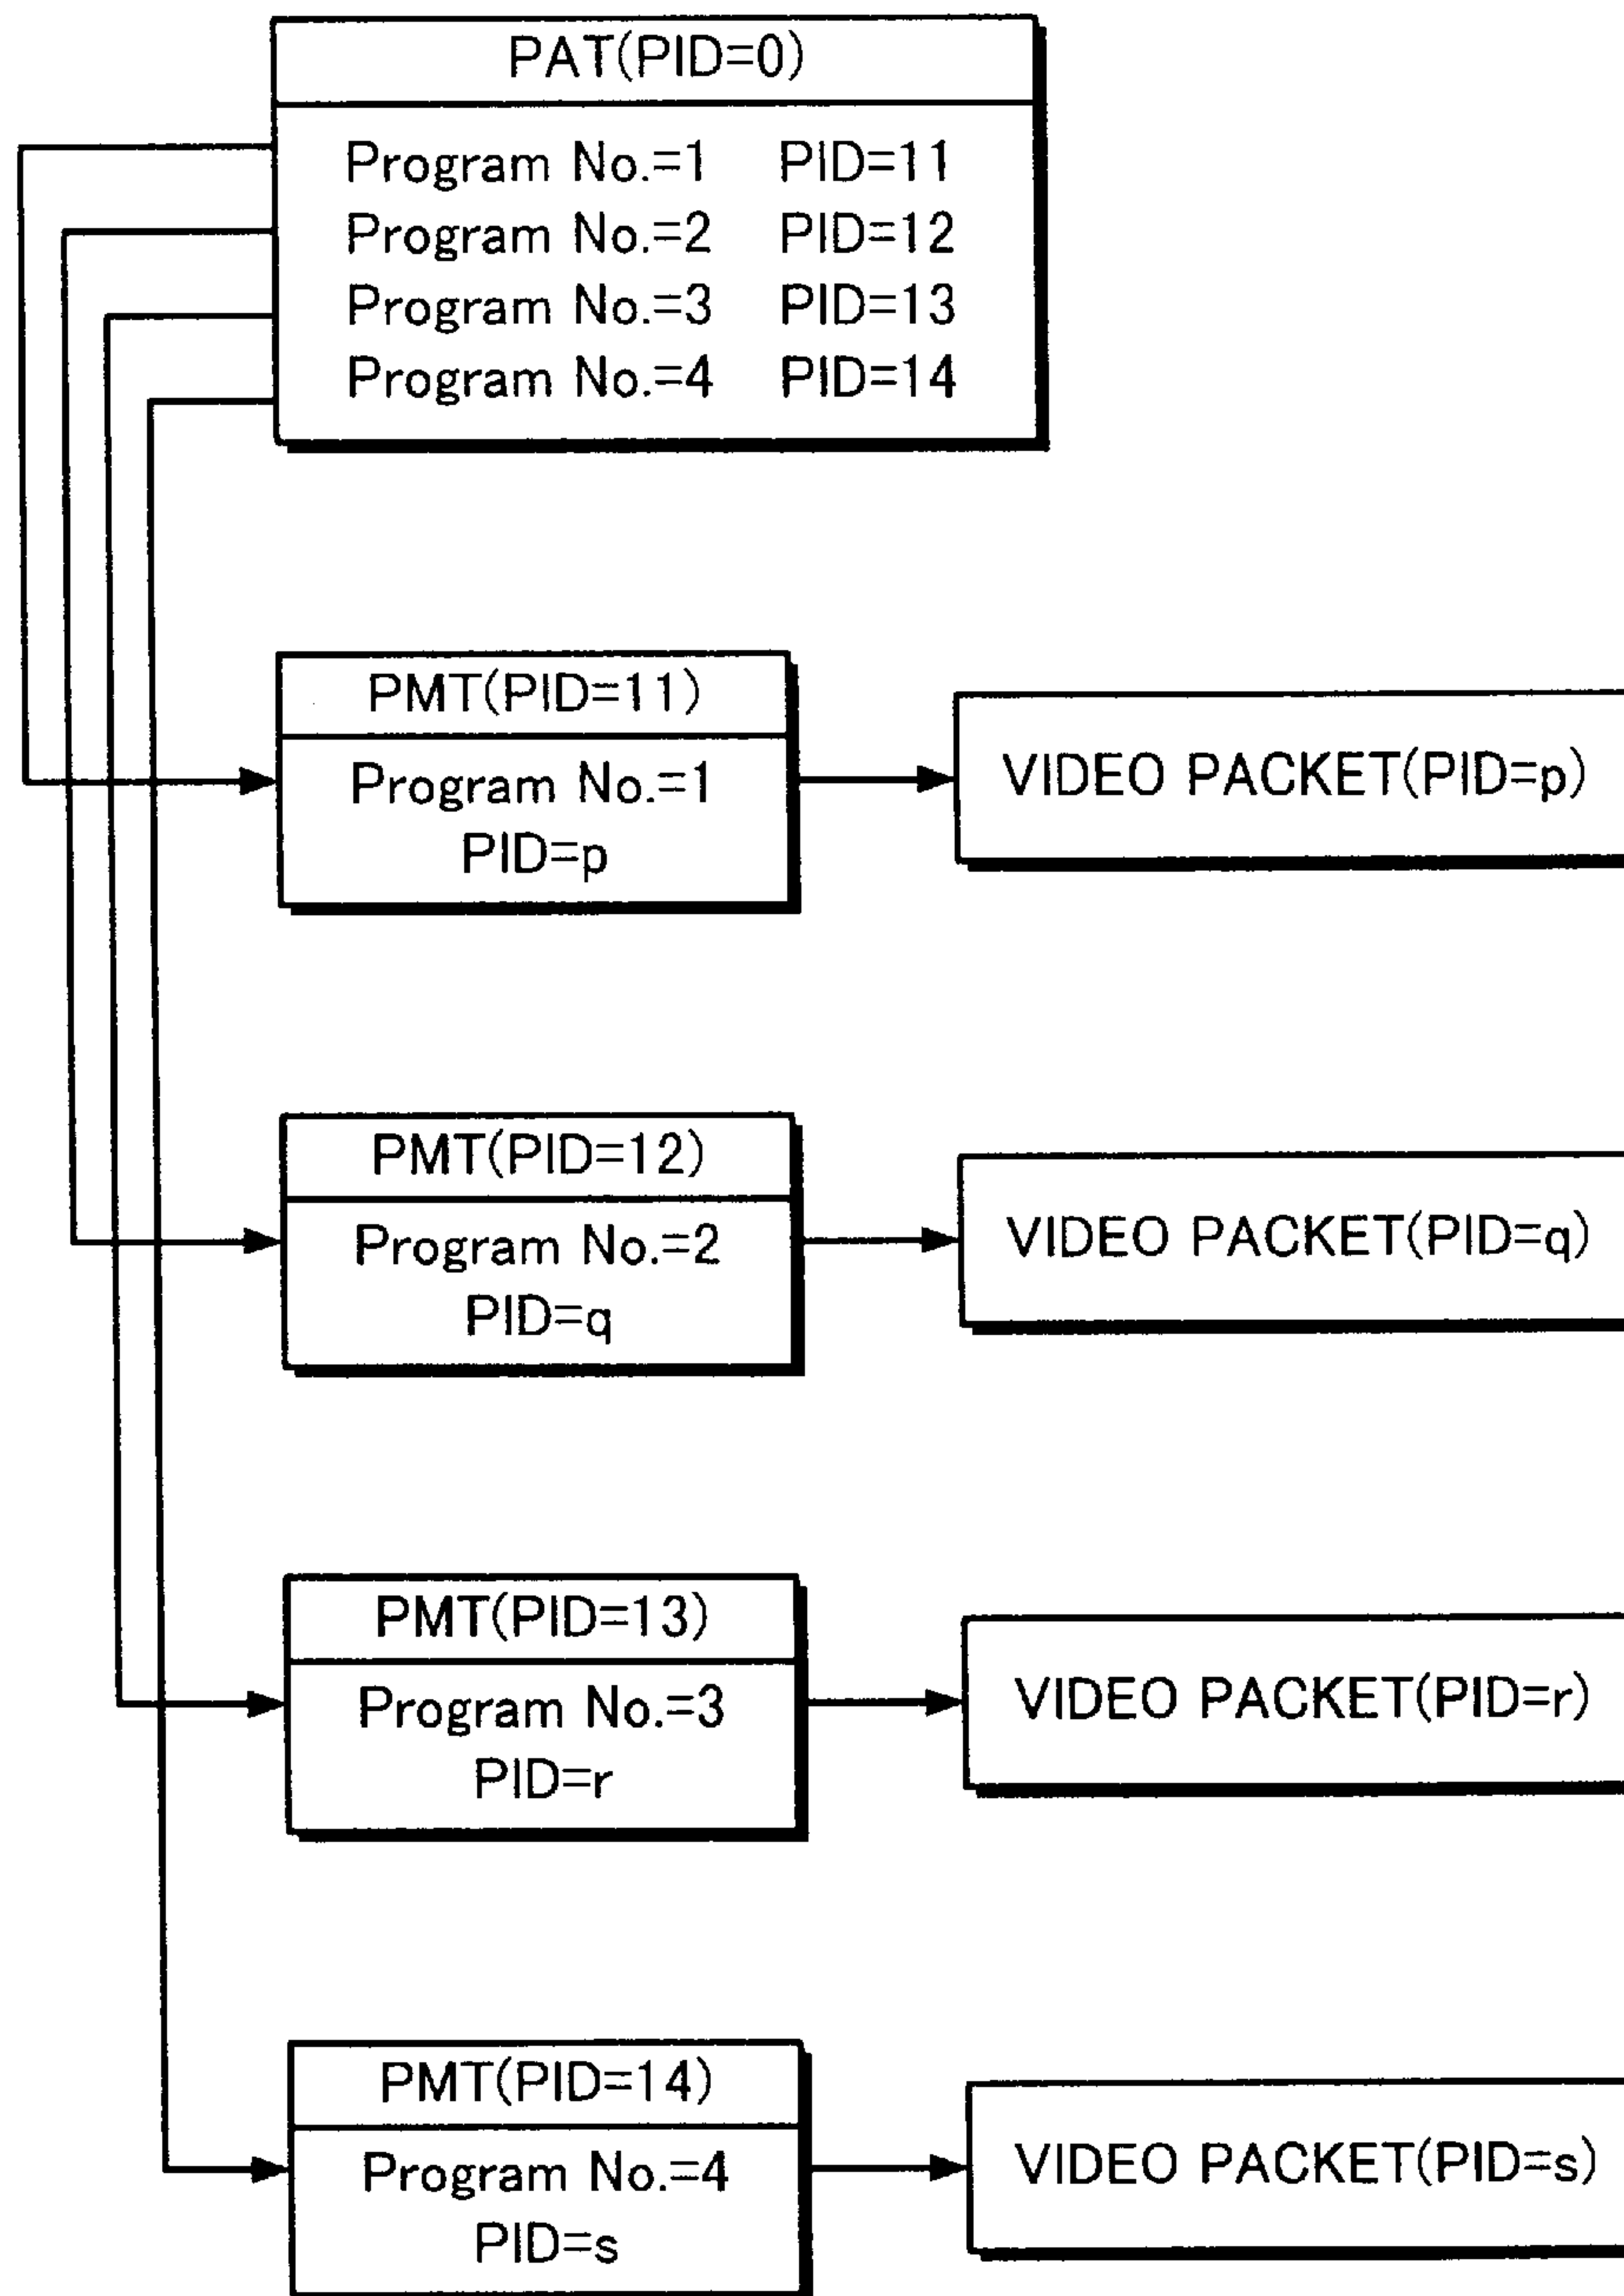 PAT(PID=0)
Program No.=1 PID=11
Program No.=2 PID=12
Program No.=3 PID=13
Program No.=4 PID=14
PMT(PID=11)
Program No.=1
PID=p
VIDEO PACKET(PID=p)
PMT(PID=12)
Program No.=2
PID=q
VIDEO PACKET(PID=q)
PMT(PID=13)
Program No.=3
PID=r
VIDEO PACKET(PID=r)
PMT(PID=14)
Program No.=4
PID=s
VIDEO PACKET(PID=s)